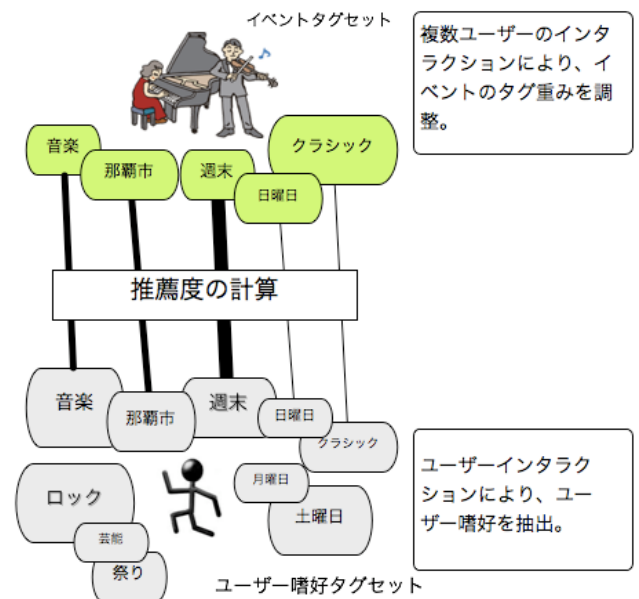 イベントタグセット
複数ユーザーのインタ
ラクションにより、イ
ベントのタグ重みを調
整。
音楽
那覇市
週末
日曜日
クラシック
推薦度の計算
音楽
那覇市
週末
日曜日
クラシック
ロック
芸能
祭り
月曜日
土曜日
ユーザーインタラク
ションにより、ユー
ザー嗜好を抽出。
ユーザー嗜好タグセット